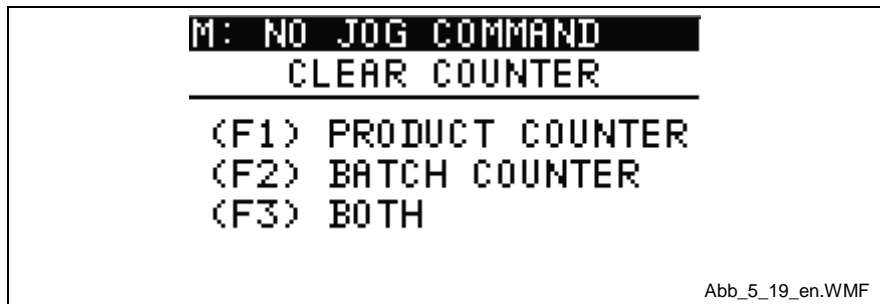 M: NO JOG COMMAND
CLEAR COUNTER
(F1) PRODUCT COUNTER
(F2) BATCH COUNTER
(F3) BOTH
Abb_5_19_en.WMF